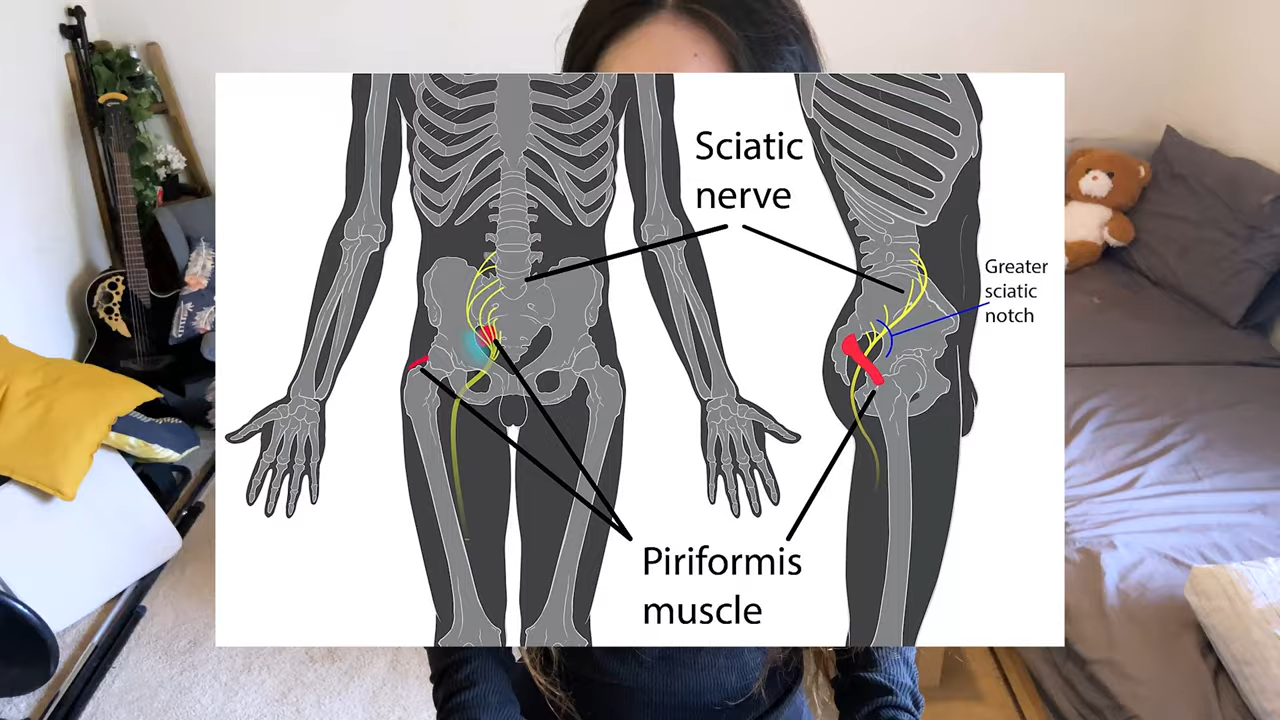 Sciatic
nerve
Greater
sciatic
notch
Piriformis
muscle